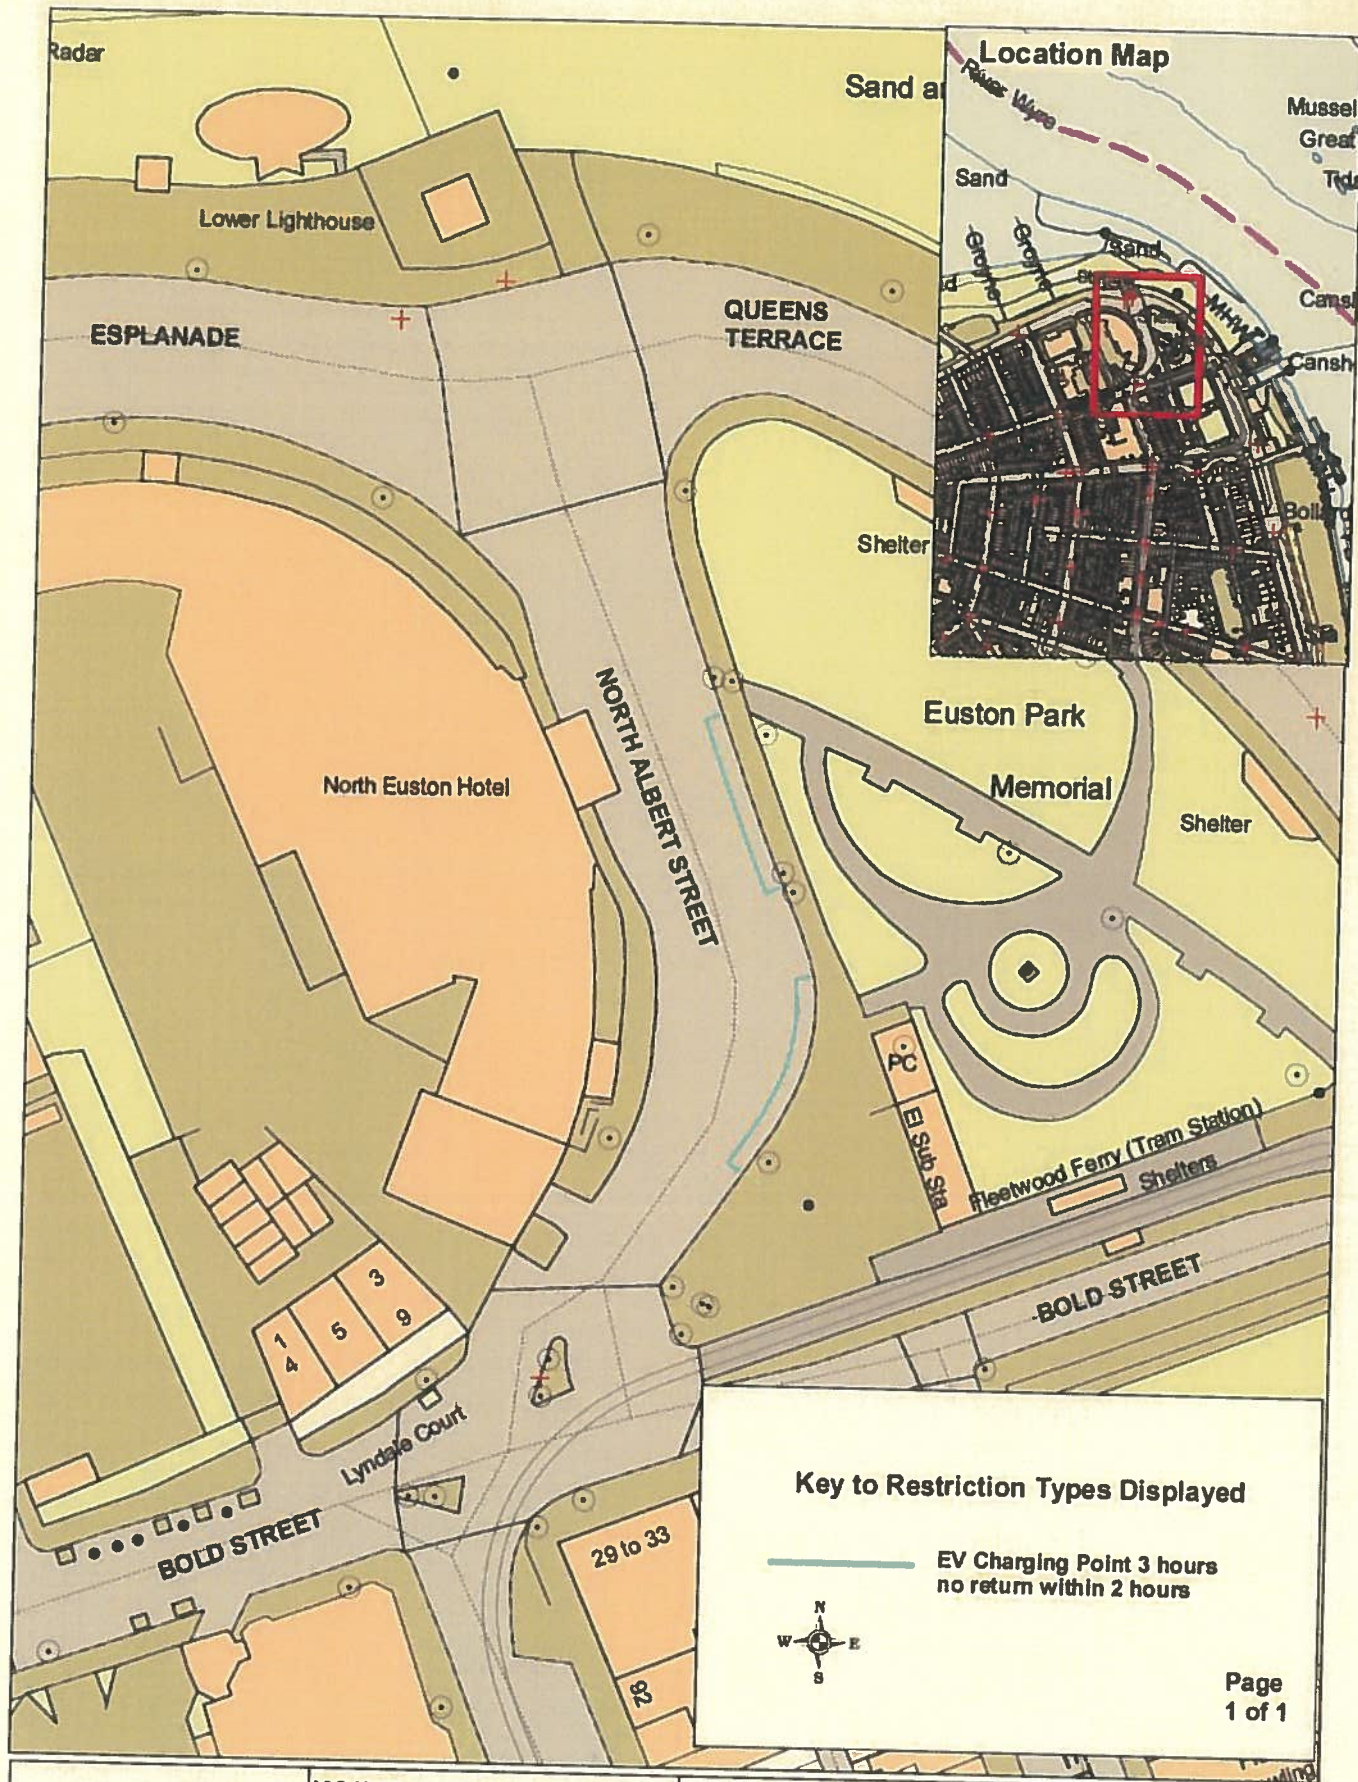 Radar
Sand
Location Map
River Wyre
Mussel
Great
Sand
Lower Lighthouse
Groyne
Groyne
Sand
MHW
Cansh
ESPLANADE
QUEENS
TERRACE
Shelter
NORTH ALBERT STREET
Euston Park
North Euston Hotel
Memorial
Shelter
PC
El Sub Sta
Fleetwood Ferry (Tram Station)
Shelters
BOLD STREET
3
1
5
9
4
Lyndale Court
BOLD STREET
29 to 33
92
Key to Restriction Types Displayed
EV Charging Point 3 hours
no return within 2 hours
N
W E
S
Page
1 of 1